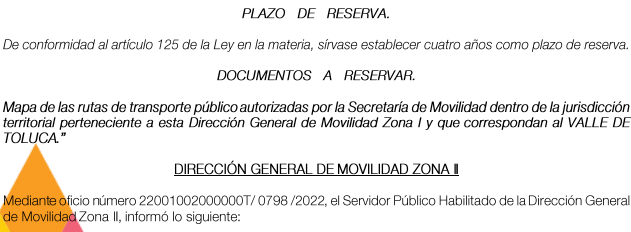 PLAZO DE RESERVA.
De conformidad al artículo 125 de la Ley en la materia, sírvase establecer cuatro años como plazo de reserva.
DOCUMENTOS A RESERVAR.
Mapa de las rutas de transporte público autorizadas por la Secretaría de Movilidad dentro de la jurisdicción
territorial perteneciente a esta Dirección General de Movilidad Zona I y que correspondan al VALLE DE
TOLUCA.”
DIRECCIÓN GENERAL DE MOVILIDAD ZONA II
Mediante oficio número 22001002000000T/ 0798 /2022, el Servidor Público Habilitado de la Dirección General
de Movilidad Zona II, informó lo siguiente: